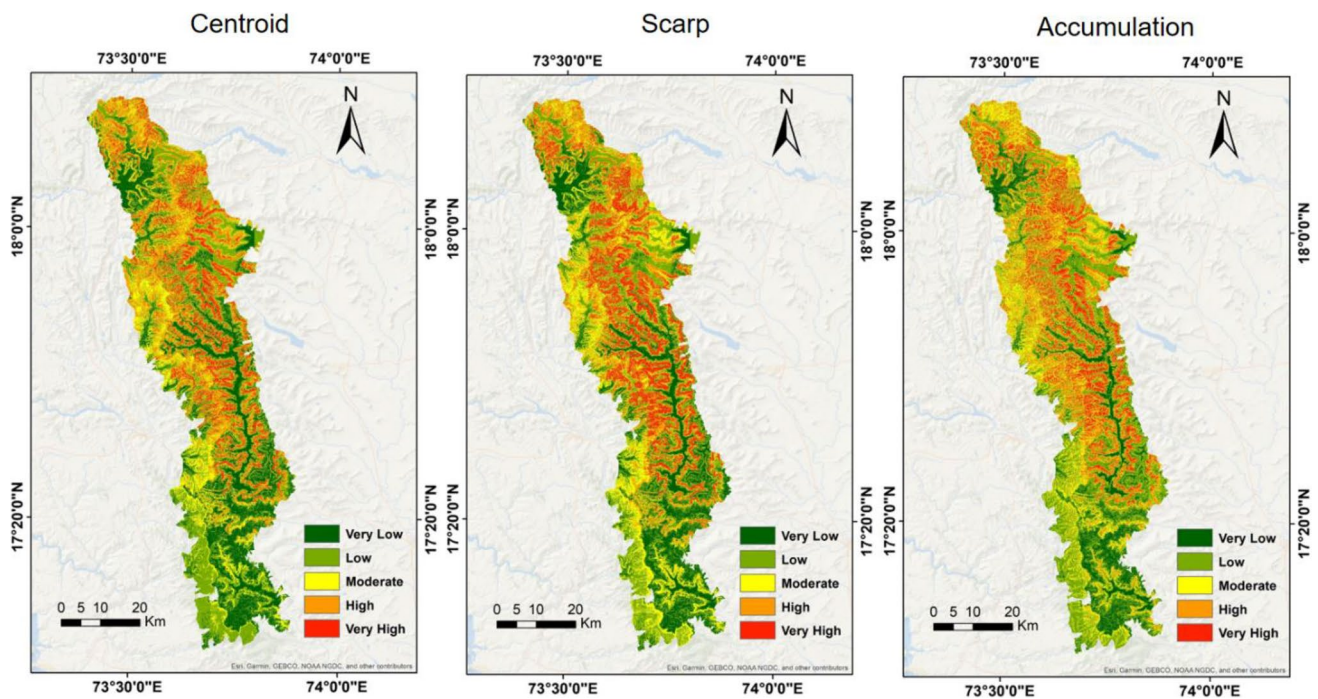 Centroid
73°30'0"E
74°0'0"E
N
18°0'0"N
17°20'0"N
Very Low
Low
Moderate
High
Very High
0 5 10 20
Km
Esri, Garmin, GEBCO, NOAA NGDC, and other contributors
73°30'0"E
74°0'0"E
Scarp
73°30'0"E
74°0'0"E
N
18°0'0"N
18°0'0"N
17°20'0"N
17°20'0"N
Very Low
Low
Moderate
High
Very High
0 5 10 20
Km
Esri, Garmin, GEBCO, NOAA NGDC, and other contributors
73°30'0"E
74°0'0"E
Accumulation
73°30'0"E
74°0'0"E
N
18°0'0"N
18°0'0"N
17°20'0"N
17°20'0"N
Very Low
Low
Moderate
High
Very High
0 5 10 20
Km
Esri, Garmin, GEBCO, NOAA NGDC, and other contributors
73°30'0"E
74°0'0"E